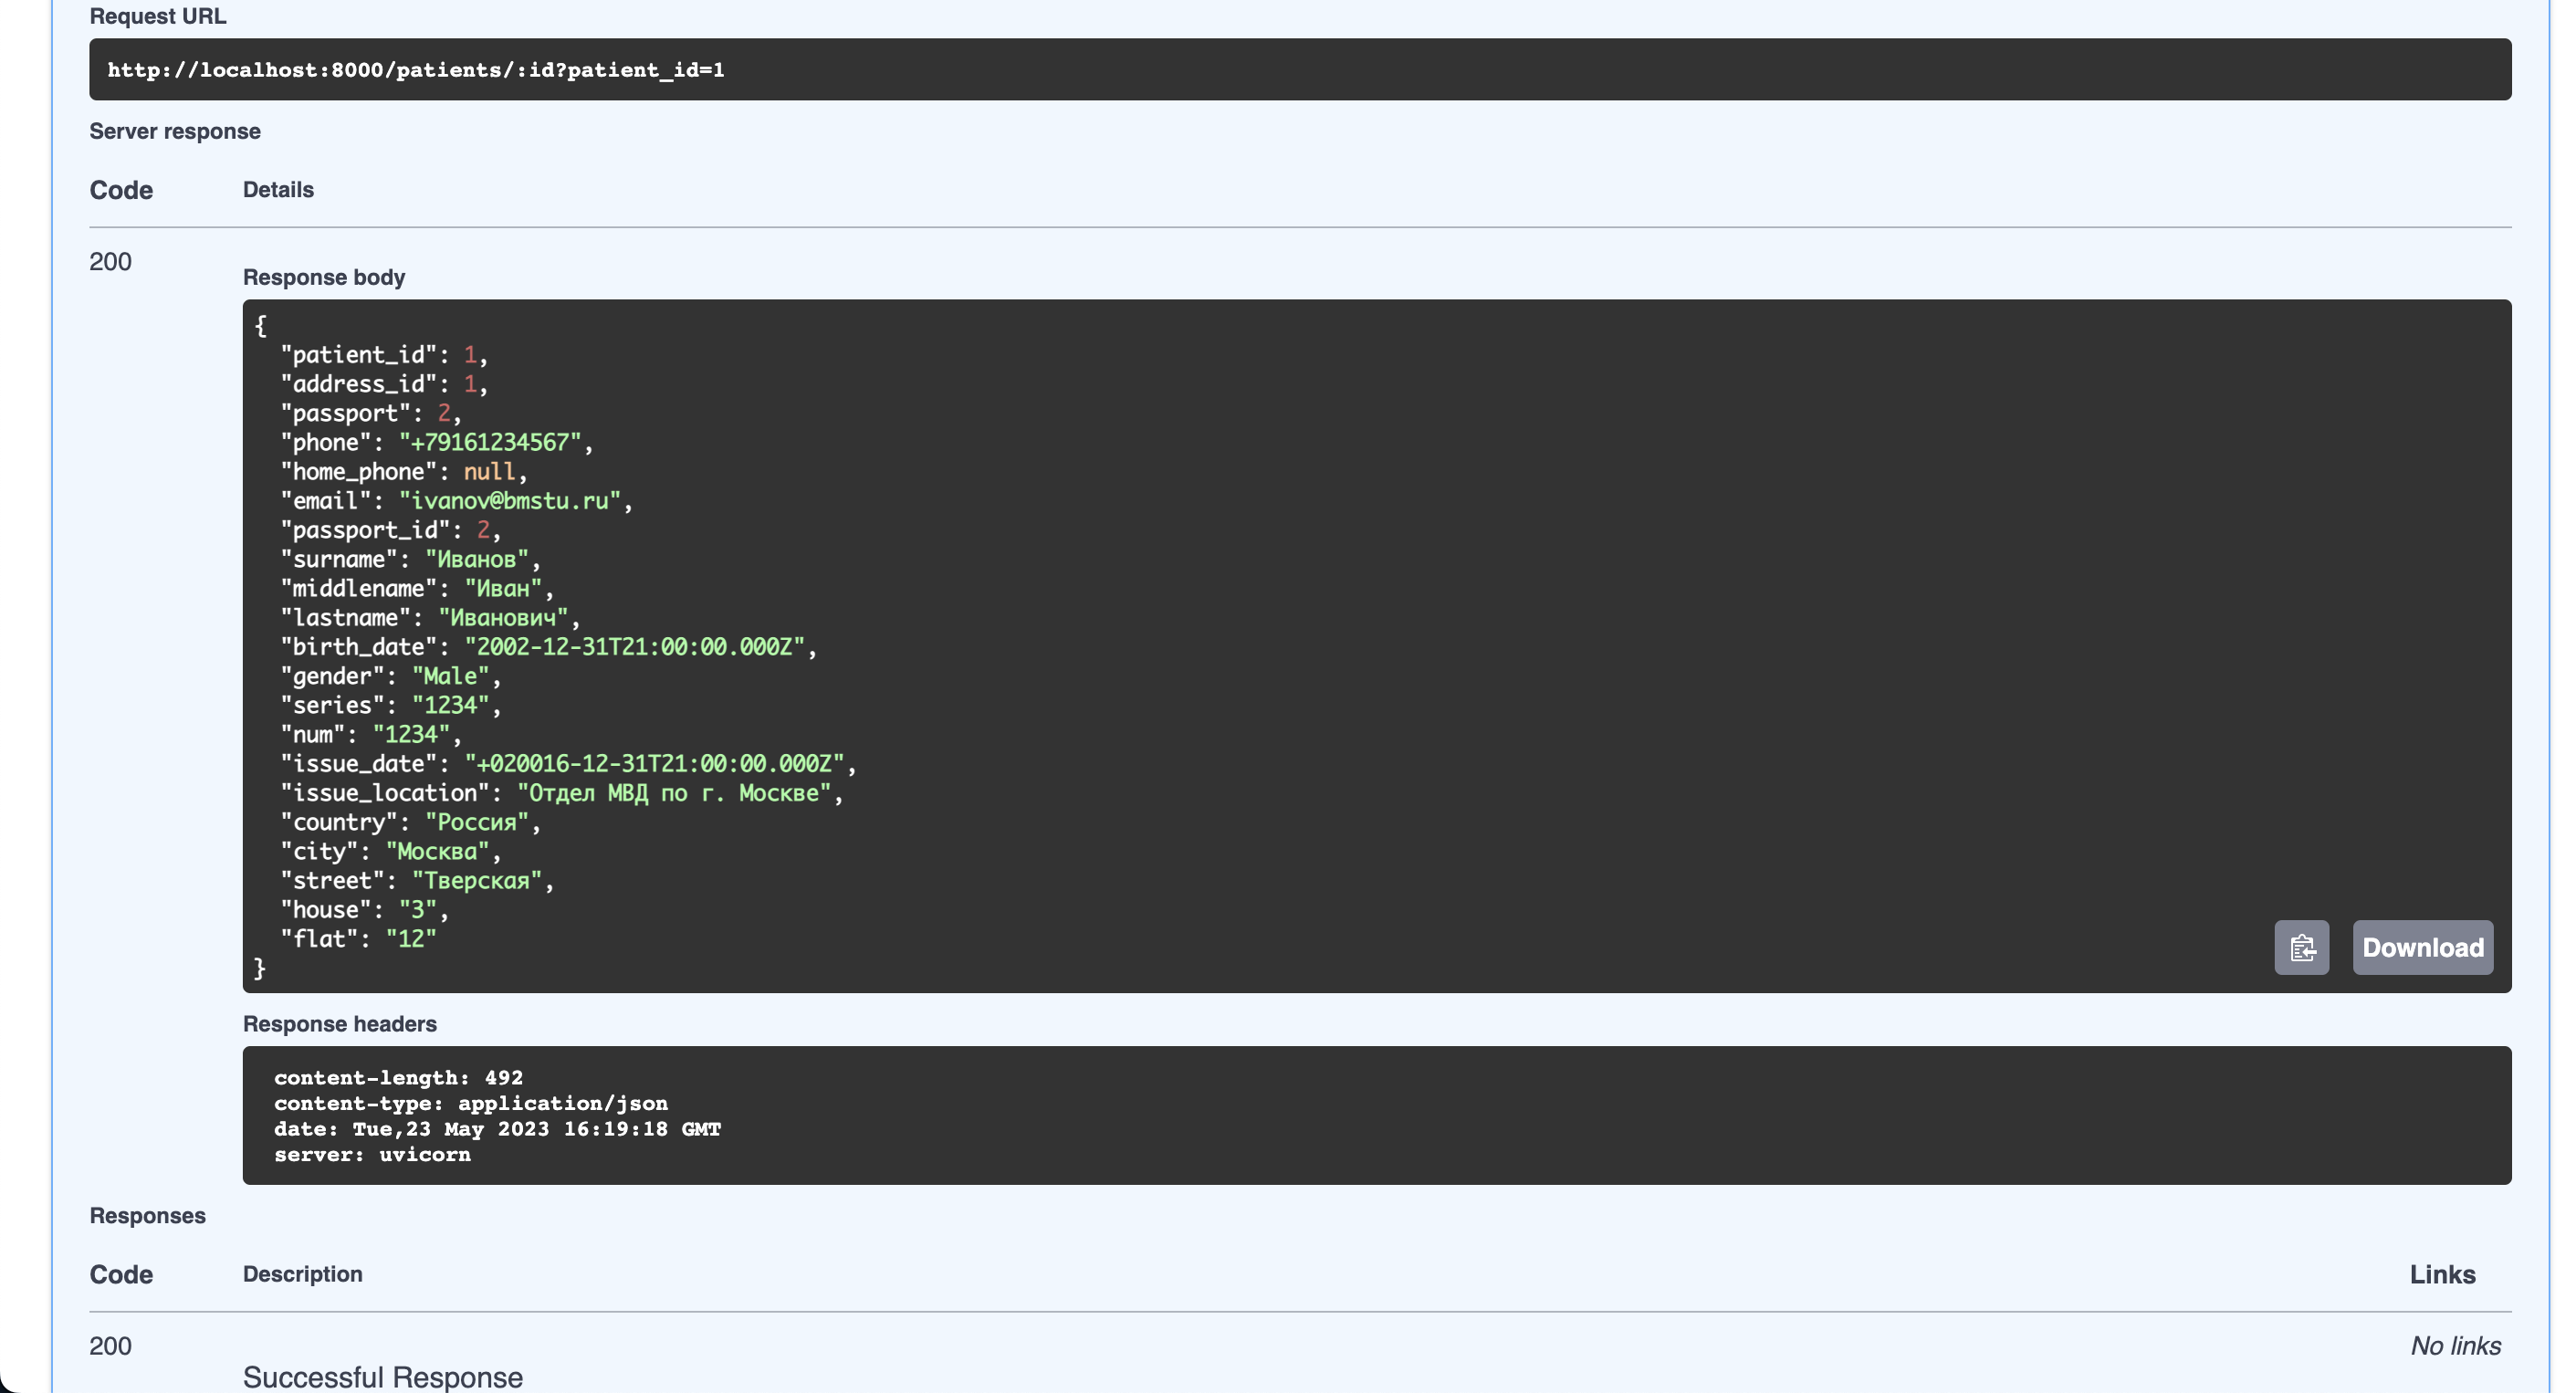 Request URL
http://localhost:8000/patients/:id?patient_id=1
Server response
Code Details
200
Response body
{
"patient_id": 1,
"address_id": 1,
"passport": 2,
"phone": "+79161234567",
"home_phone": null,
"email": "ivanov@bmstu.ru",
"passport_id": 2,
"surname": "Иванов",
"middlename": "Иван",
"lastname": "Иванович",
"birth_date": "2002-12-31T21:00:00.000Z",
"gender": "Male",
"series": "1234",
"num": "1234",
"issue_date": "+020016-12-31T21:00:00.000Z",
"issue_location": "Отдел МВД по г. Москве",
"country": "Россия",
"city": "Москва",
"street": "Тверская",
"house": "3",
"flat": "12"
}
Download
Response headers
content-length: 492
content-type: application/json
date: Tue,23 May 2023 16:19:18 GMT
server: uvicorn
Responses
Code Description Links
200 No links
Successful Response